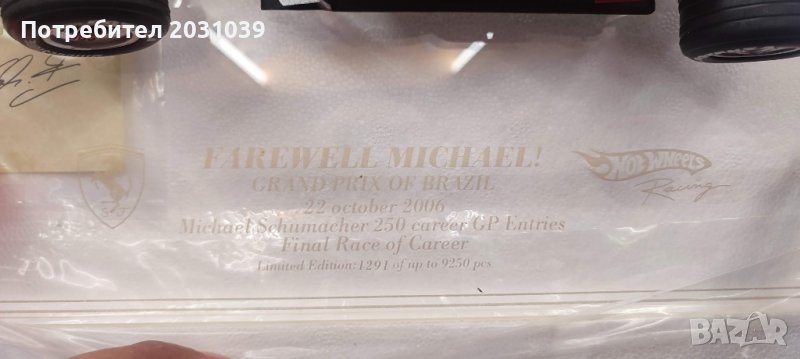 Потребител 2031039
FAREWELL MICHAEL!
GRAND PRIX OF BRAZIL
22 october 2006
Michael Schumacher 250 career GP Entries
Final Race of Career
Limited Edition: 1291 of up to 9250 pcs
S F
HOT WHEELS
Racing
BAZAR